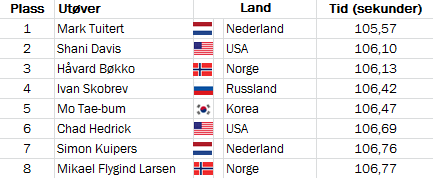 Plass Utøver Land Tid (sekunder)
1 Mark Tuitert Nederland 105,57
2 Shani Davis USA 106,10
3 Håvard Bøkko Norge 106,13
4 Ivan Skobrev Russland 106,42
5 Mo Tae-bum Korea 106,47
6 Chad Hedrick USA 106,69
7 Simon Kuipers Nederland 106,76
8 Mikael Flygind Larsen Norge 106,77